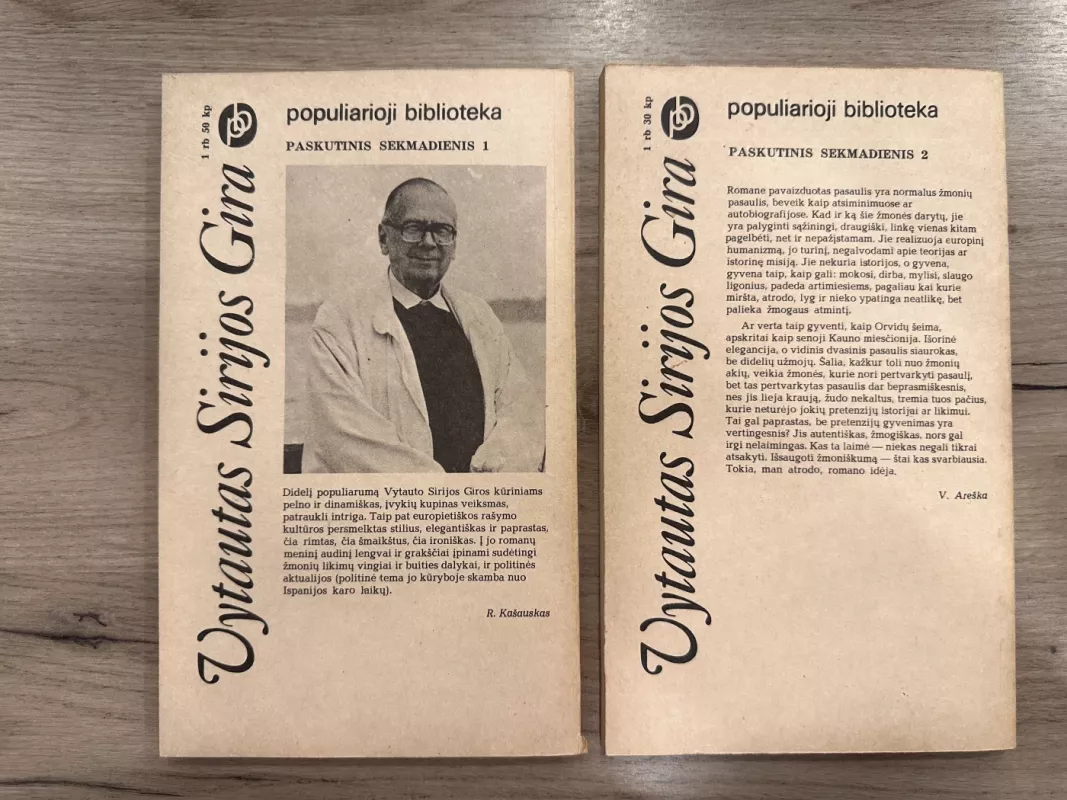 1 rb 50 kp
pb
Vytautas Sirijos Gira
populiarioji biblioteka
PASKUTINIS SEKMADIENIS 1
Didelį populiarumą Vytauto Sirijos Giros kūriniams
pelno ir dinamiškas, įvykių kupinas veiksmas,
patraukli intriga. Taip pat europietiškos rašymo
kultūros persmelktas stilius, elegantiškas ir paprastas,
čia rimtas, čia šmaikštus, čia ironiškas. Į jo romanų
meninį audinį lengvai ir grakščiai įpinami sudėtingi
žmonių likimų vingiai ir buities dalykai, ir politinės
aktualijos (politinė tema jo kūryboje skamba nuo
Ispanijos karo laikų).
R. Kašauskas
1 rb 30 kp
pb
Vytautas Sirijos Gira
populiarioji biblioteka
PASKUTINIS SEKMADIENIS 2
Romane pavaizduotas pasaulis yra normalus žmonių
pasaulis, beveik kaip atsiminimuose ar
autobiografijose. Kad ir ką šie žmonės darytų, jie
yra palyginti sąžiningi, draugiški, linkę vienas kitam
pagelbėti, net ir nepažįstamam. Jie realizuoja europinį
humanizmą, jo turinį, negalvodami apie teorijas ar
istorinę misiją. Jie nekuria istorijos, o gyvena,
gyvena taip, kaip gali: mokosi, dirba, mylisi, slaugo
ligonius, padeda artimiesiems, pagaliau kai kurie
miršta, atrodo, lyg ir nieko ypatinga neatlikę, bet
palieka žmogaus atmintį.
Ar verta taip gyventi, kaip Orvidų šeima,
apskritai kaip senoji Kauno miesčionija. Išorinė
elegancija, o vidinis dvasinis pasaulis siaurokas,
be didelių užmojų. Šalia, kažkur toli nuo žmonių
akių, veikia žmonės, kurie nori pertvarkyti pasaulį,
bet tas pertvarkytas pasaulis dar beprasmiškesnis,
nes jis lieja kraują, žudo nekaltus, tremia tuos pačius,
kurie neturėjo jokių pretenzijų istorijai ar likimui.
Tai gal paprastas, be pretenzijų gyvenimas yra
vertingesnis? Jis autentiškas, žmogiškas, nors gal
irgi nelaimingas. Kas ta laimė — niekas negali tikrai
atsakyti. Išsaugoti žmoniškumą — štai kas svarbiausia.
Tokia, man atrodo, romano idėja.
V. Areška